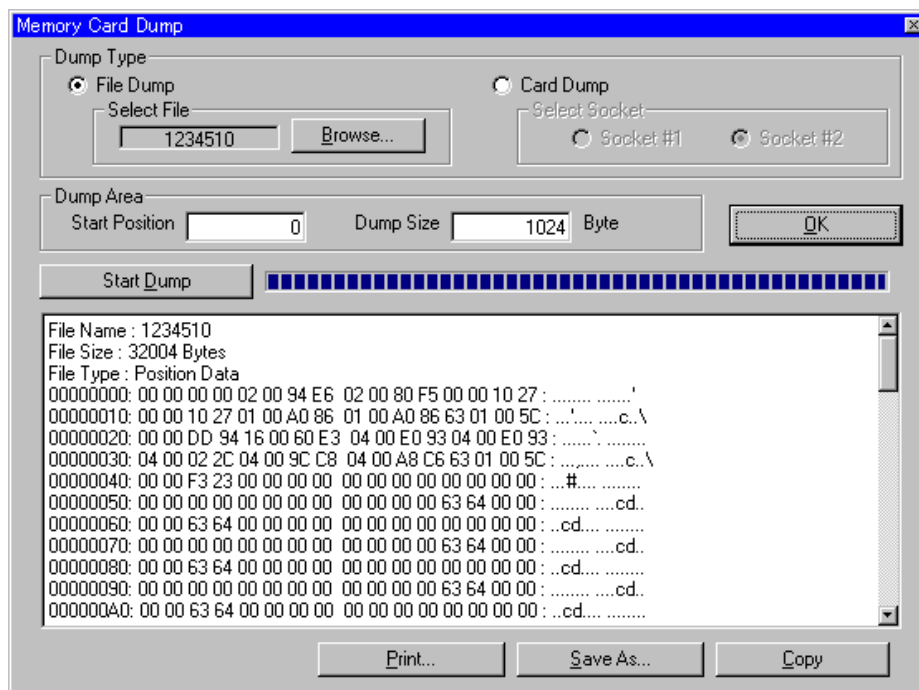 Memory Card Dump
Dump Type
File Dump
Card Dump
Select File
Select Socket
1234510
Browse...
Socket #1
Socket #2
Dump Area
Start Position
0
Dump Size
1024
Byte
OK
Start Dump
File Name : 1234510
File Size : 32004 Bytes
File Type : Position Data
00000000: 00 00 00 00 02 00 94 E6  02 00 80 F5 00 00 10 27 : ........ .......'
00000010: 00 00 10 27 01 00 A0 86  01 00 A0 86 63 01 00 5C : ...'.... ....c..\
00000020: 00 00 DD 94 16 00 60 E3  04 00 E0 93 04 00 E0 93 : ......`. ........
00000030: 04 00 02 2C 04 00 9C C8  04 00 A8 C6 63 01 00 5C : ...,.... ....c..\
00000040: 00 00 F3 23 00 00 00 00  00 00 00 00 00 00 00 00 : ...#.... ........
00000050: 00 00 00 00 00 00 00 00  00 00 00 00 63 64 00 00 : ........ ....cd..
00000060: 00 00 63 64 00 00 00 00  00 00 00 00 00 00 00 00 : ..cd.... ........
00000070: 00 00 00 00 00 00 00 00  00 00 00 00 63 64 00 00 : ........ ....cd..
00000080: 00 00 63 64 00 00 00 00  00 00 00 00 00 00 00 00 : ..cd.... ........
00000090: 00 00 00 00 00 00 00 00  00 00 00 00 63 64 00 00 : ........ ....cd..
000000A0: 00 00 63 64 00 00 00 00  00 00 00 00 00 00 00 00 : ..cd.... ........
Print...
Save As...
Copy